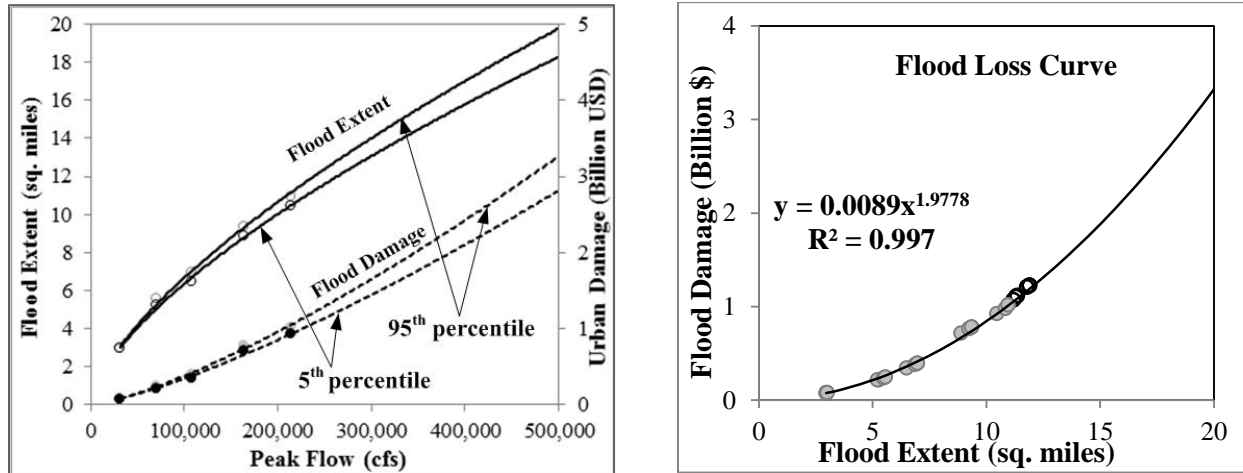 20
18
16
14
12
10
8
6
4
2
0
Flood Extent (sq. miles)
5
4
3
2
1
0
Urban Damage (Billion USD)
Flood Extent
Flood Damage
95th percentile
5th percentile
0 100,000 200,000 300,000 400,000 500,000
Peak Flow (cfs)
4
3
2
1
0
Flood Damage (Billion $)
Flood Loss Curve
y = 0.0089x^1.9778
R² = 0.997
0 5 10 15 20
Flood Extent (sq. miles)